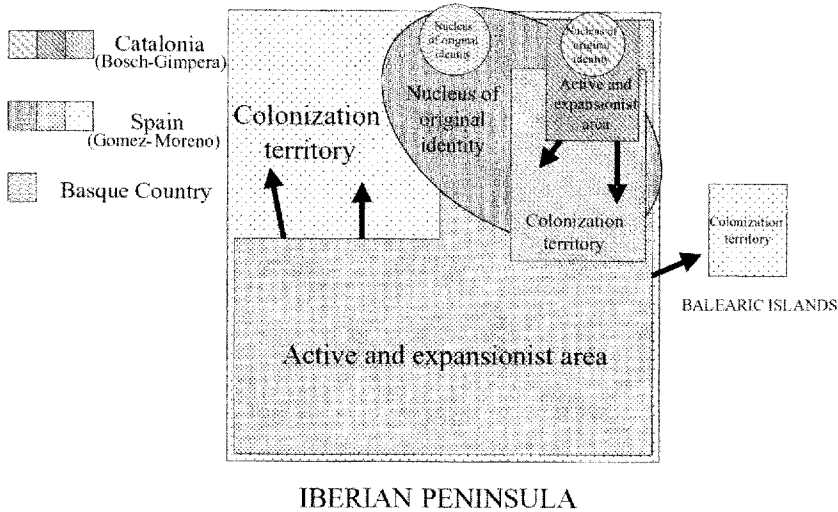 Catalonia
(Bosch-Gimpera)
Spain
(Gomez-Moreno)
Basque Country
Nucleus
of original
identity
Nucleus of
original
identity
Nucleus of
original
identity
Active and
expansionist
area
Colonization
territory
Colonization
territory
Colonization
territory
BALEARIC ISLANDS
Active and expansionist area
IBERIAN PENINSULA